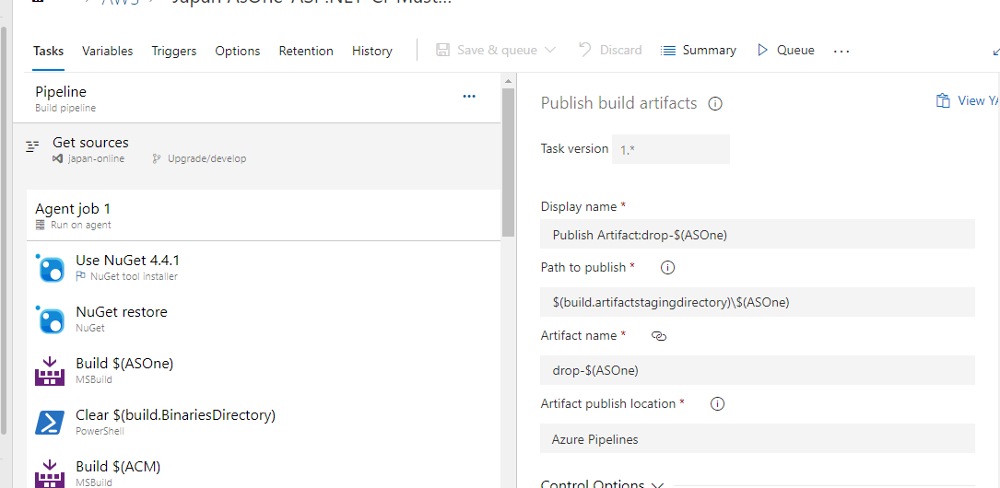 AWS
Japan-ASOne-ASP.NET-CI-Mast...
Tasks Variables Triggers Options Retention History Save & queue Discard Summary Queue ...
Pipeline
Build pipeline
Get sources
japan-online Upgrade/develop
Agent job 1
Run on agent
Use NuGet 4.4.1
NuGet tool installer
NuGet restore
NuGet
Build $(ASOne)
MSBuild
Clear $(build.BinariesDirectory)
PowerShell
Build $(ACM)
MSBuild
Publish build artifacts
View YA
Task version 1.*
Display name *
Publish Artifact:drop-$(ASOne)
Path to publish *
$(build.artifactstagingdirectory)\$(ASOne)
Artifact name *
drop-$(ASOne)
Artifact publish location *
Azure Pipelines
Control Options